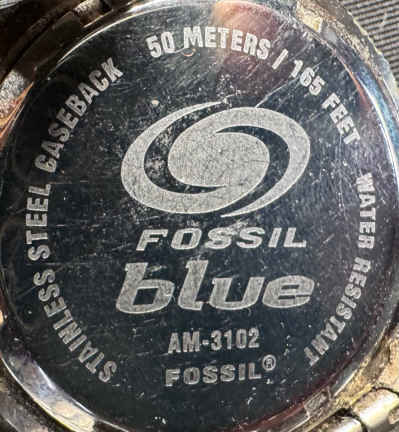 STAINLESS STEEL CASEBACK 50 METERS / 165 FEET WATER RESISTANT
FOSSIL
blue
AM-3102
FOSSIL®